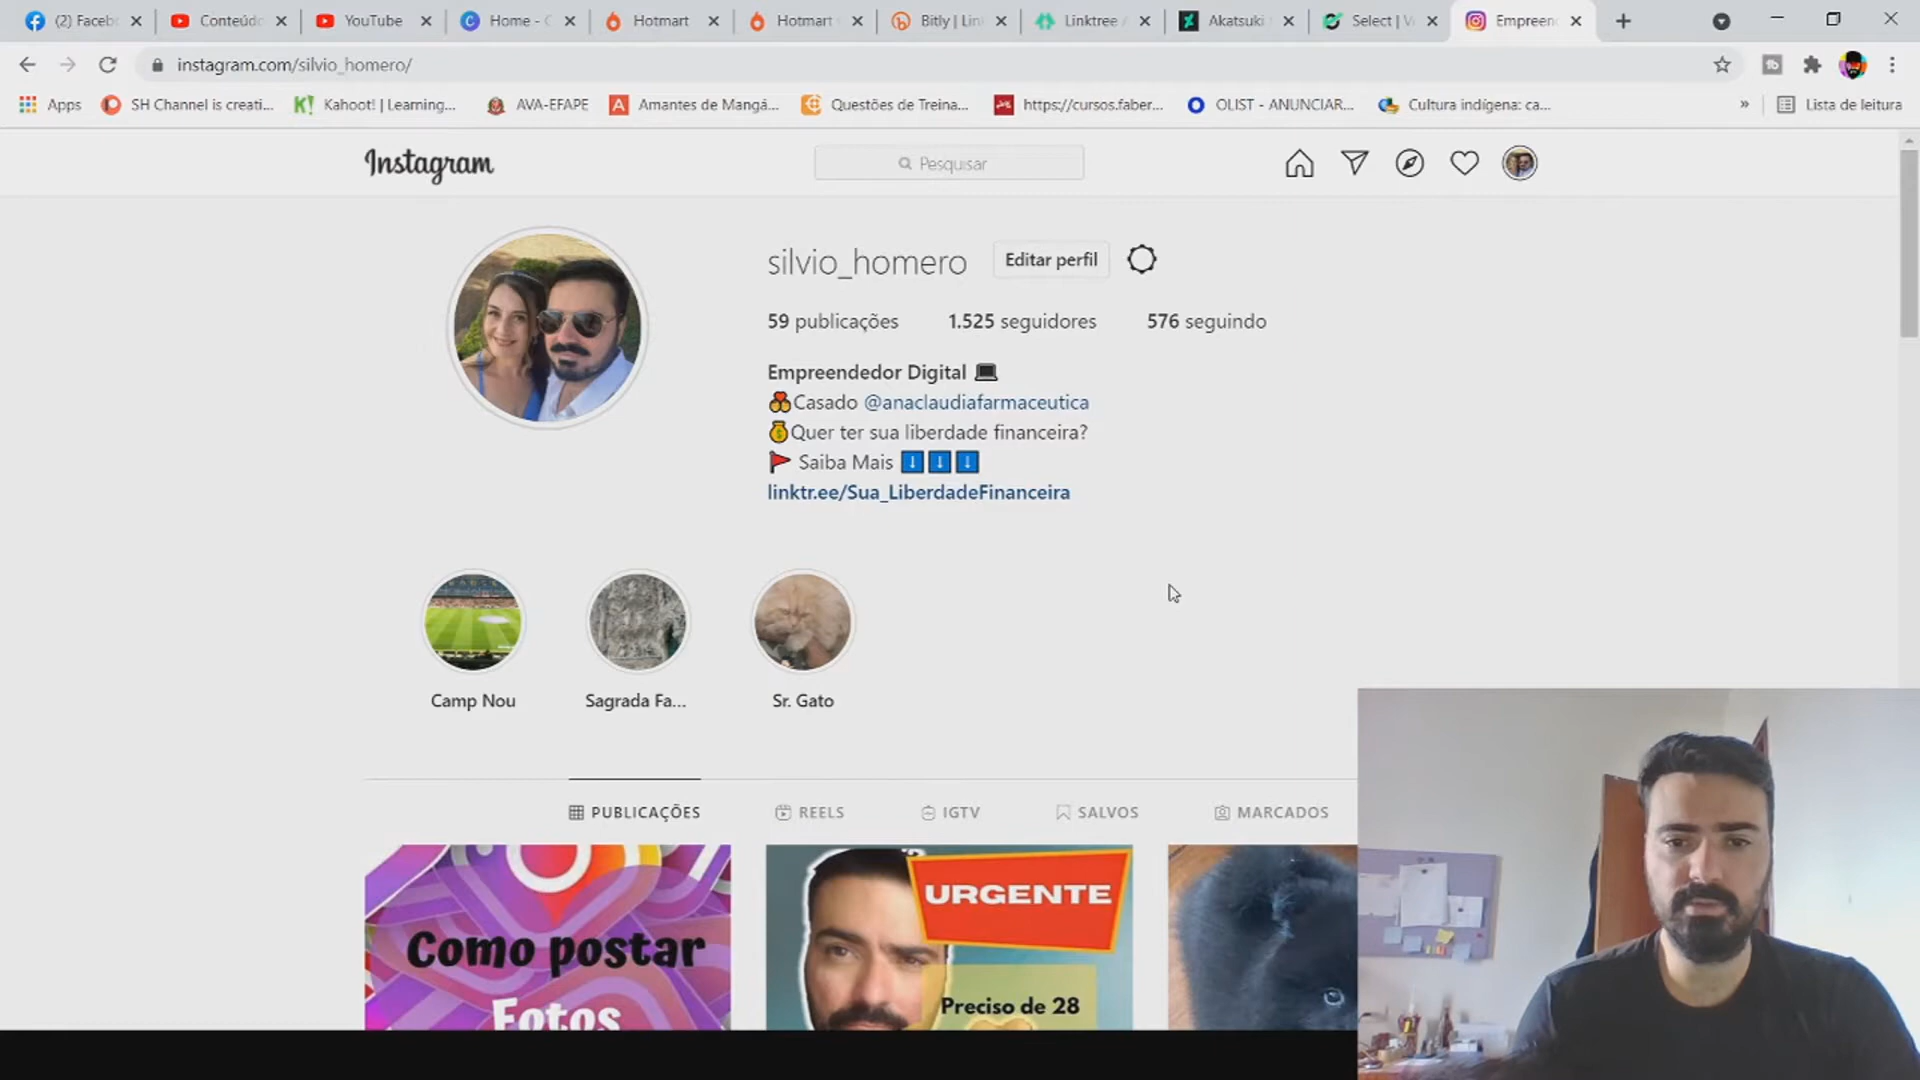 (2) Faceb
Conteúdo
YouTube
Home - C
Hotmart
Hotmart
Bitly | Lin
Linktree
Akatsuki
Select | V
Empreen
instagram.com/silvio_homero/
Apps
SH Channel is creati...
Kahoot! | Learning...
AVA-EFAPE
Amantes de Mangá...
Questões de Treina...
https://cursos.faber...
OLIST - ANUNCIAR...
Cultura indígena: ca...
»
Lista de leitura
Instagram
Pesquisar
silvio_homero
Editar perfil
59 publicações
1.525 seguidores
576 seguindo
Empreendedor Digital 💻
Casado @anaclaudiafarmaceutica
💰Quer ter sua liberdade financeira?
🚩 Saiba Mais ⬇⬇⬇
linktr.ee/Sua_LiberdadeFinanceira
Camp Nou
Sagrada Fa...
Sr. Gato
PUBLICAÇÕES
REELS
IGTV
SALVOS
MARCADOS
Como postar
Fotos
URGENTE
Preciso de 28